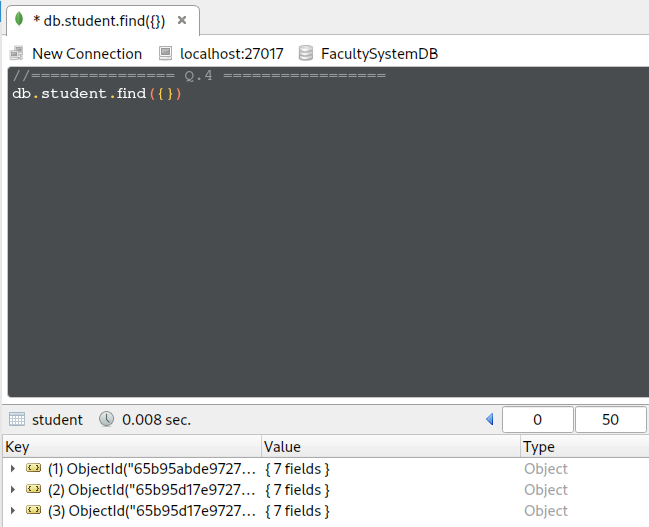 * db.student.find({})
New Connection localhost:27017 FacultySystemDB
//=============== Q.4 =================
db.student.find({})
student 0.008 sec. 0 50
Key Value Type
(1) ObjectId("65b95abde9727... { 7 fields } Object
(2) ObjectId("65b95d17e9727... { 7 fields } Object
(3) ObjectId("65b95d17e9727... { 7 fields } Object